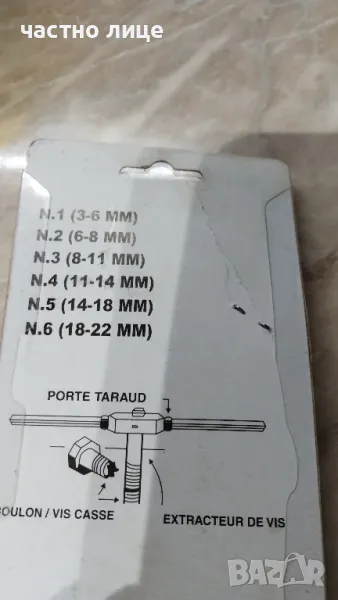 частно лице
N.1 (3-6 MM)
N.2 (6-8 MM)
N.3 (8-11 MM)
N.4 (11-14 MM)
N.5 (14-18 MM)
N.6 (18-22 MM)
PORTE TARAUD
BOULON / VIS CASSE
EXTRACTEUR DE VIS
BAZAR